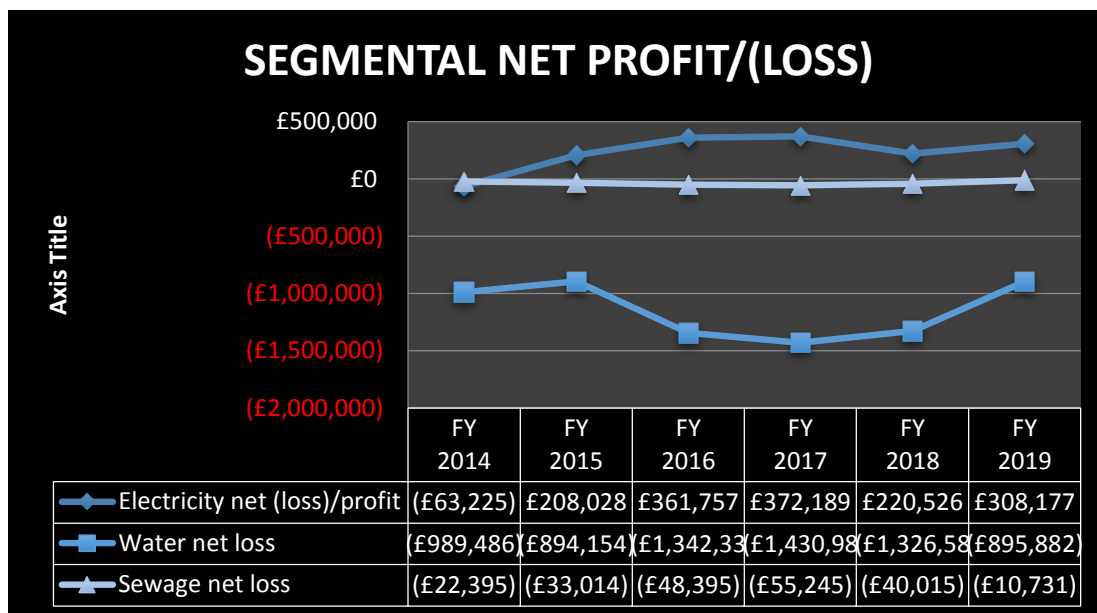 SEGMENTAL NET PROFIT/(LOSS)
£500,000
£0
(£500,000)
(£1,000,000)
(£1,500,000)
(£2,000,000)
Axis Title
FY 2014 FY 2015 FY 2016 FY 2017 FY 2018 FY 2019
Electricity net (loss)/profit (£63,225) £208,028 £361,757 £372,189 £220,526 £308,177
Water net loss (£989,486) (£894,154) (£1,342,33 (£1,430,98 (£1,326,58 (£895,882)
Sewage net loss (£22,395) (£33,014) (£48,395) (£55,245) (£40,015) (£10,731)